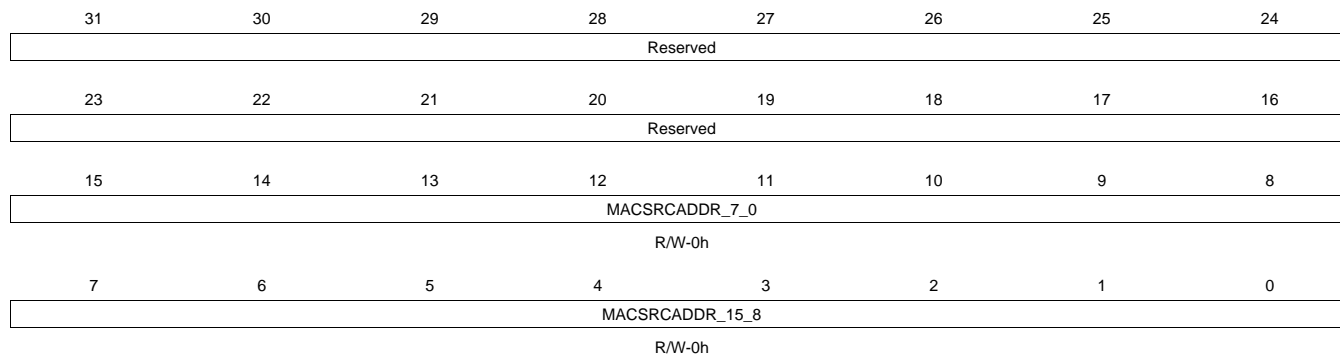 31 30 29 28 27 26 25 24
Reserved
23 22 21 20 19 18 17 16
Reserved
15 14 13 12 11 10 9 8
MACSRCADDR_7_0
R/W-0h
7 6 5 4 3 2 1 0
MACSRCADDR_15_8
R/W-0h